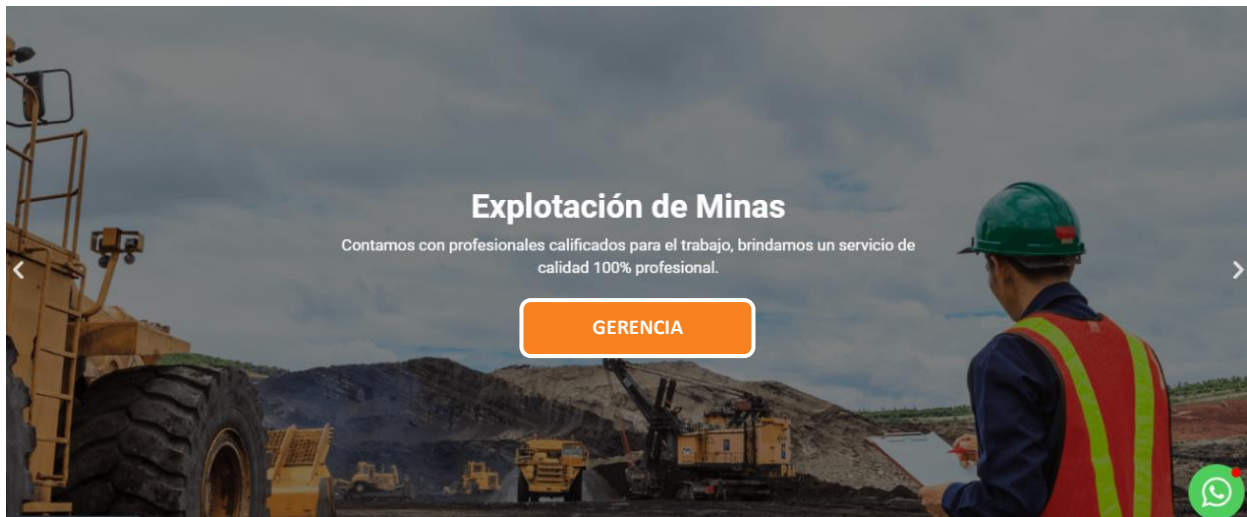 Explotación de Minas
Contamos con profesionales calificados para el trabajo, brindamos un servicio de
calidad 100% profesional.
GERENCIA